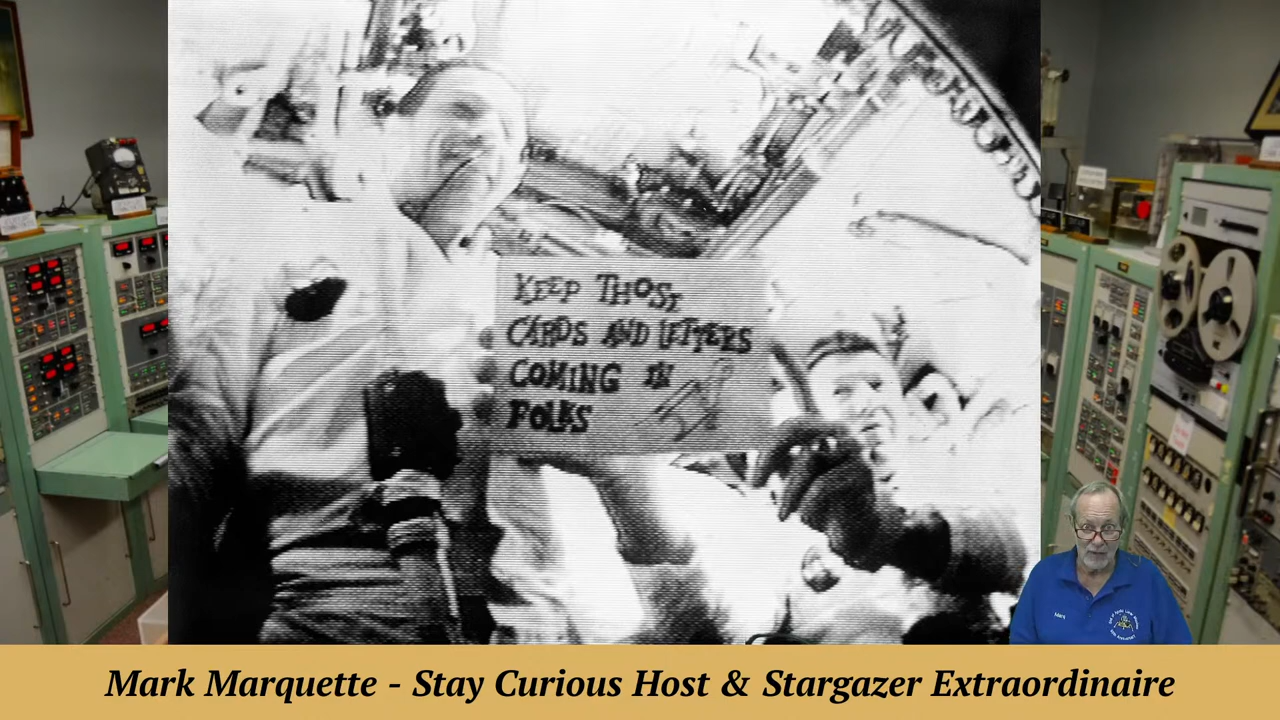 KEEP THOSE
CARDS AND LETTERS
COMING IN
FOLKS
Mark Marquette - Stay Curious Host & Stargazer Extraordinaire